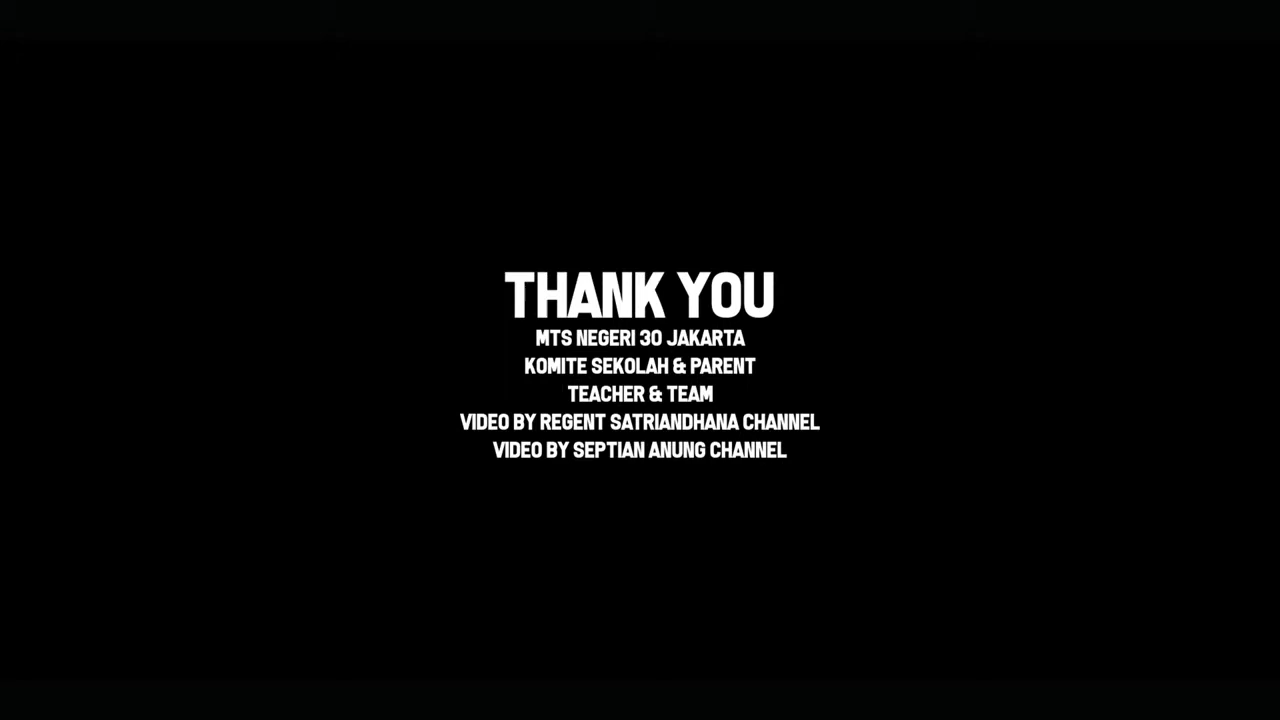 THANK YOU
MTS NEGERI 30 JAKARTA
KOMITE SEKOLAH & PARENT
TEACHER & TEAM
VIDEO BY REGENT SATRIANDHANA CHANNEL
VIDEO BY SEPTIAN ANUNG CHANNEL